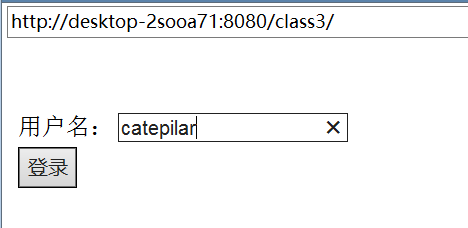 http://desktop-2sooa71:8080/class3/
用户名： catepilar ✕
登录